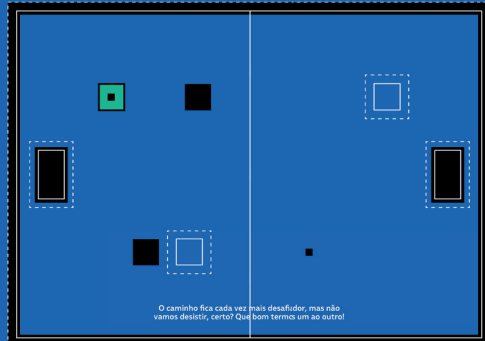 O caminho fica cada vez mais desafiador, mas não
vamos desistir, certo? Que bom termos um ao outro!